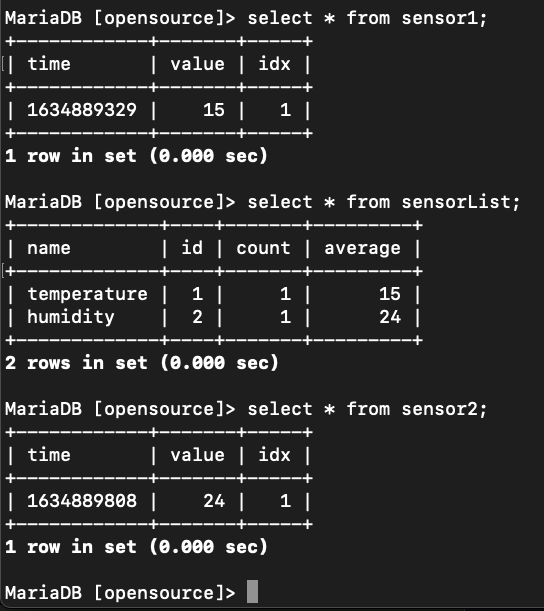 MariaDB [opensource]> select * from sensor1;
+------------+-------+-----+
| time       | value | idx |
+------------+-------+-----+
| 1634889329 |    15 |   1 |
+------------+-------+-----+
1 row in set (0.000 sec)
MariaDB [opensource]> select * from sensorList;
+-------------+----+-------+---------+
| name        | id | count | average |
+-------------+----+-------+---------+
| temperature |  1 |     1 |      15 |
| humidity    |  2 |     1 |      24 |
+-------------+----+-------+---------+
2 rows in set (0.000 sec)
MariaDB [opensource]> select * from sensor2;
+------------+-------+-----+
| time       | value | idx |
+------------+-------+-----+
| 1634889808 |    24 |   1 |
+------------+-------+-----+
1 row in set (0.000 sec)
MariaDB [opensource]>